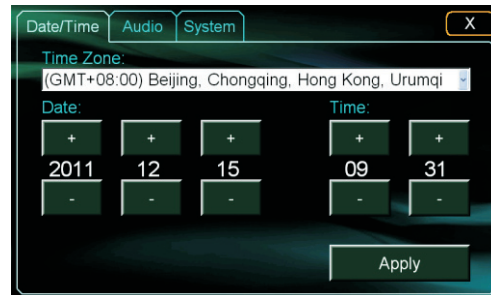 Date/Time Audio System X
Time Zone:
(GMT+08:00) Beijing, Chongqing, Hong Kong, Urumqi
Date: Time:
+ + + + +
2011 12 15 09 31
- - - - -
Apply